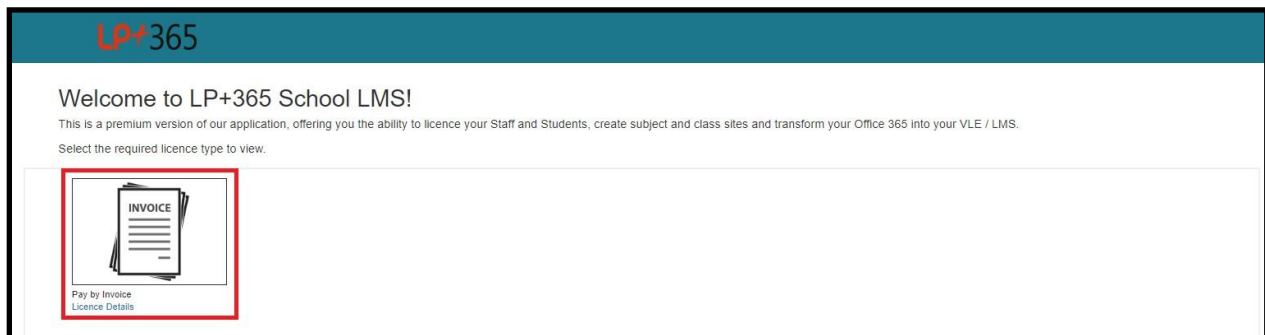 LP+365
Welcome to LP+365 School LMS!
This is a premium version of our application, offering you the ability to licence your Staff and Students, create subject and class sites and transform your Office 365 into your VLE / LMS.
Select the required licence type to view.
INVOICE
Pay by Invoice
Licence Details